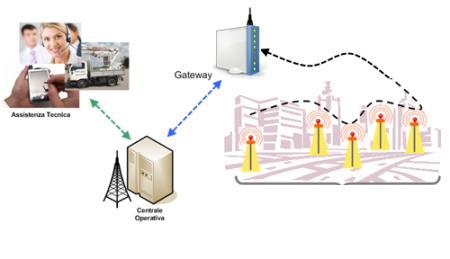 Gateway
Assistenza Tecnica
Centrale
Operativa